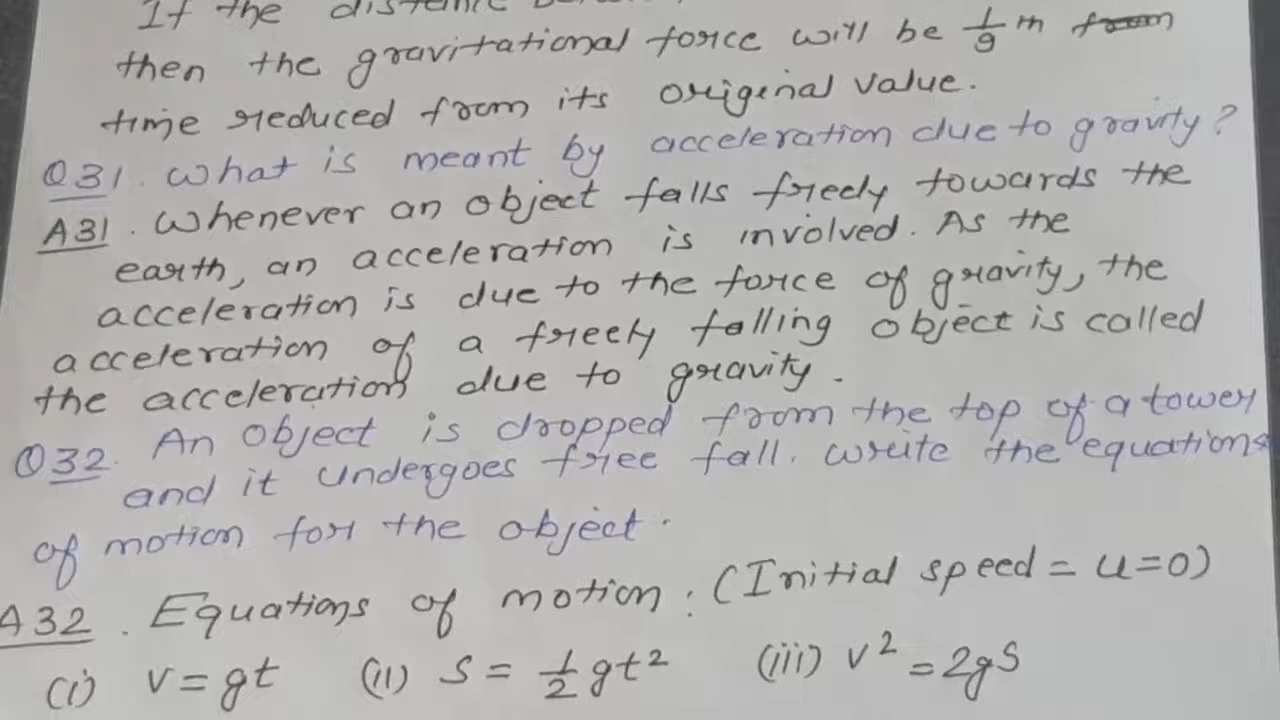 If the
then the gravitational force will be 1/9 th
time reduced from its original value.
Q31. What is meant by acceleration due to gravity?
A31. Whenever an object falls freely towards the
earth, an acceleration is involved. As the
acceleration is due to the force of gravity, the
acceleration of a freely falling object is called
the acceleration due to gravity.
Q32. An object is dropped from the top of a tower
and it undergoes free fall. write the equations
of motion for the object.
A32. Equations of motion: (Initial speed = u=0)
(i) v=gt (ii) S = 1/2 gt² (iii) v² = 2gS